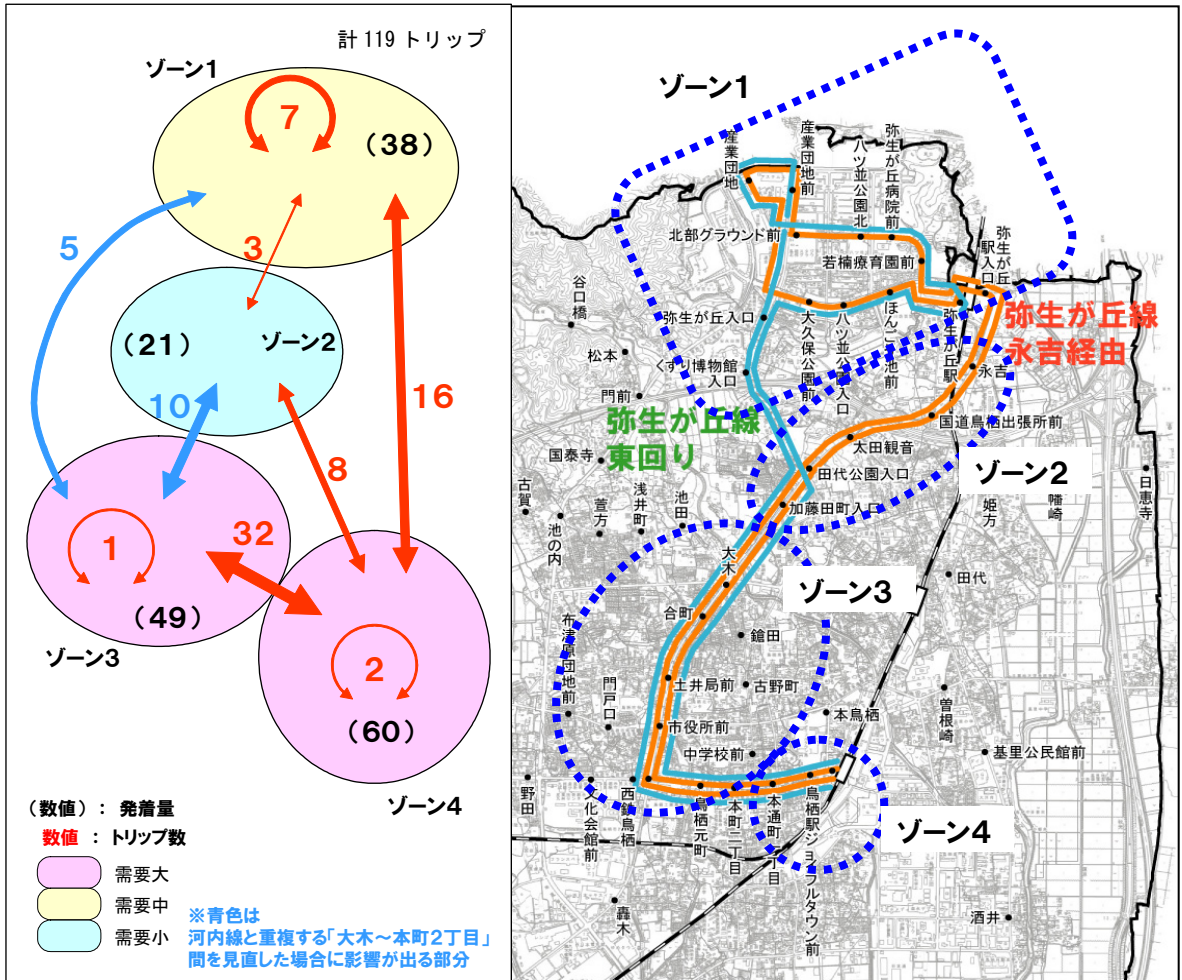 計119トリップ
ゾーン1
7
(38)
5
3
(21)
ゾーン2
16
10
8
32
1
(49)
ゾーン3
2
(60)
ゾーン4
(数値)：発着量
数値 ：トリップ数
需要大
需要中
需要小
※青色は
河内線と重複する「大木～本町2丁目」
間を見直した場合に影響が出る部分
ゾーン1
産業団地
産業団地前
八ツ並公園北
弥生が丘病院前
北部グラウンド前
若楠療育園前
弥生が丘
駅入口
谷口橋
弥生が丘入口
大久保公園前
八ツ並公園入口
弥生が丘駅
弥生が丘線
永吉経由
松本
くすり博物館
入口
永吉
門前
弥生が丘線
東回り
国道鳥栖出張所前
太田観音
国泰寺
田代公園入口
ゾーン2
古賀
池の内
萱方
浅井町
池田
加藤田町入口
姫方
日恵寺
大木
ゾーン3
田代
合町
鎗田
布津原団地前
門戸口
土井局前
古野町
曽根崎
市役所前
本鳥栖
中学校前
基里公民館前
野田
文化会館前
西鉄鳥栖
鳥栖元町
本町二丁目
本通町一丁目
鳥栖駅ジョイフルタウン前
ゾーン4
轟木
酒井